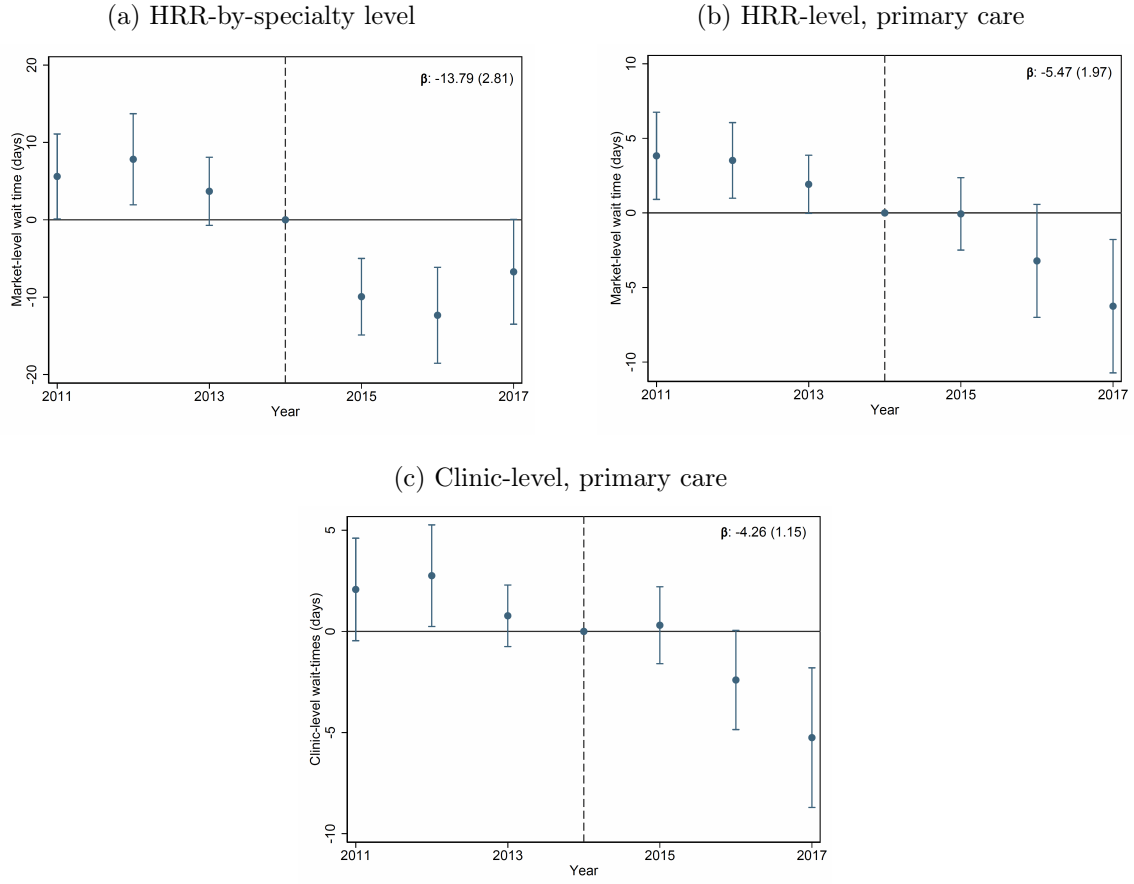 (a) HRR-by-specialty level
(b) HRR-level, primary care
20
10
0
-10
-20
Market-level wait time (days)
β: -13.79 (2.81)
2011
2013
2015
2017
Year
10
5
0
-5
-10
Market-level wait time (days)
β: -5.47 (1.97)
2011
2013
2015
2017
Year
(c) Clinic-level, primary care
5
0
-5
-10
Clinic-level wait-times (days)
β: -4.26 (1.15)
2011
2013
2015
2017
Year